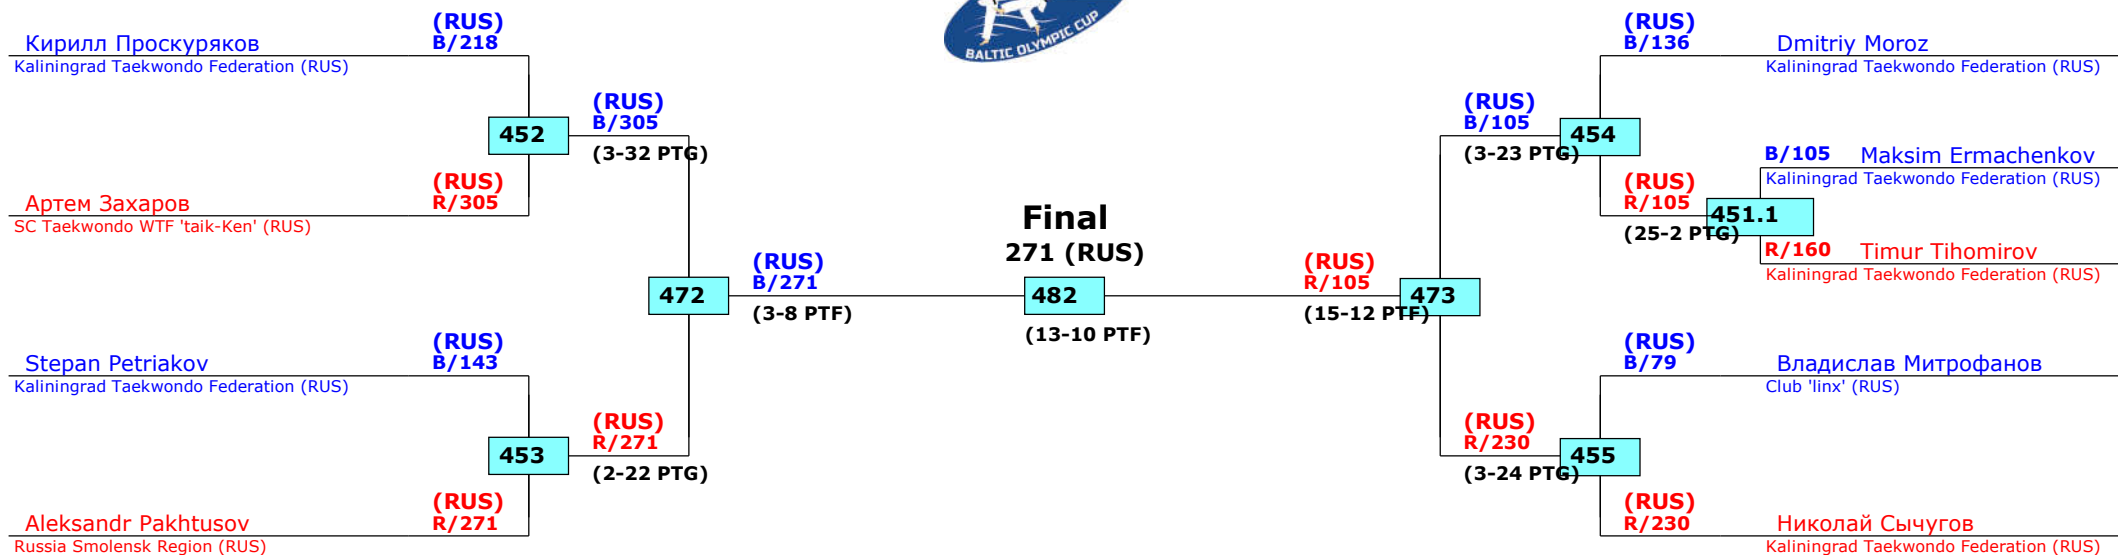 BALTIC OLYMPIC CUP
(RUS)
B/218
Кирилл Проскуряков
Kaliningrad Taekwondo Federation (RUS)
452
(RUS)
B/305
(3-32 PTG)
(RUS)
R/305
Артем Захаров
SC Taekwondo WTF 'taik-Ken' (RUS)
472
(RUS)
B/271
(3-8 PTF)
(RUS)
B/143
Stepan Petriakov
Kaliningrad Taekwondo Federation (RUS)
453
(RUS)
R/271
(2-22 PTG)
(RUS)
R/271
Aleksandr Pakhtusov
Russia Smolensk Region (RUS)
Final
271 (RUS)
482
(13-10 PTF)
(RUS)
R/105
473
(15-12 PTF)
(RUS)
B/105
454
(3-23 PTG)
(RUS)
B/136
Dmitriy Moroz
Kaliningrad Taekwondo Federation (RUS)
B/105 Maksim Ermachenkov
Kaliningrad Taekwondo Federation (RUS)
(RUS)
R/105
451.1
(25-2 PTG)
R/160 Timur Tihomirov
Kaliningrad Taekwondo Federation (RUS)
(RUS)
B/79
Владислав Митрофанов
Club 'linx' (RUS)
(RUS)
R/230
455
(3-24 PTG)
(RUS)
R/230
Николай Сычугов
Kaliningrad Taekwondo Federation (RUS)